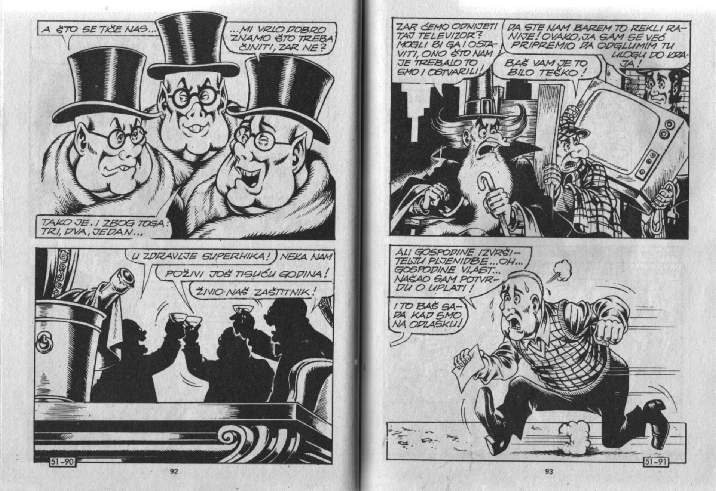 A ŠTO SE TIČE NAS...
...MI VRLO DOBRO
ZNAMO ŠTO TREBA
ČINITI, ZAR NE?
TAKO JE. I ZBOG TOGA:
TRI, DVA, JEDAN...
U ZDRAVLJE SUPERHIKA!
NEKA NAM
POŽIVI JOŠ TISUĆU GODINA!
ŽIVIO NAŠ ZAŠTITNIK!
51-90
92
ZAR ĆEMO ODNIJETI
TAJ TELEVIZOR?
MOGLI BI GA I OSTA-
VITI, ONO ŠTO NAM
JE TREBALO TO
SMO I OSTVARILI!
DA STE NAM BAREM TO REKLI RA-
NIJE! OVAKO, JA SAM SE VEĆ
PRIPREMIO DA ODGLUMIM TU
ULOGU DO KRA-
JA!
BAŠ VAM JE TO
BILO TEŠKO!
ALI GOSPODINE IZVRŠI-
TELJU PLJENIDBE...OH...
GOSPODINE VLAST...
NAŠAO SAM POTVR-
DU O UPLATI!
I TO BAŠ SA-
DA KAD SMO
NA ODLASKU!
51-91
93